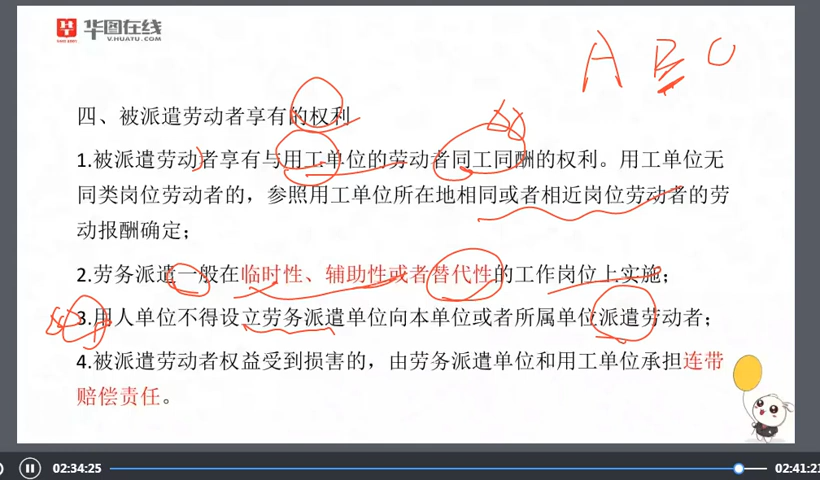 华图在线
V.HUATU.COM
A B C
四、被派遣劳动者享有的权利
1.被派遣劳动者享有与用工单位的劳动者同工同酬的权利。用工单位无
同类岗位劳动者的，参照用工单位所在地相同或者相近岗位劳动者的劳
动报酬确定；
2.劳务派遣一般在临时性、辅助性或者替代性的工作岗位上实施；
3.用人单位不得设立劳务派遣单位向本单位或者所属单位派遣劳动者；
4.被派遣劳动者权益受到损害的，由劳务派遣单位和用工单位承担连带
赔偿责任。
02:34:25
02:41:21